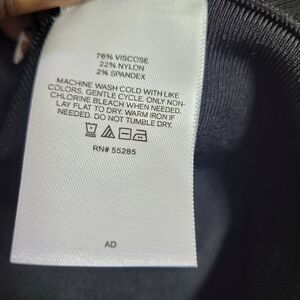 76% VISCOSE
22% NYLON
2% SPANDEX
MACHINE WASH COLD WITH LIKE
COLORS. GENTLE CYCLE. ONLY NON-
CHLORINE BLEACH WHEN NEEDED.
LAY FLAT TO DRY. WARM IRON IF
NEEDED. DO NOT TUMBLE DRY.
RN# 55285
AD